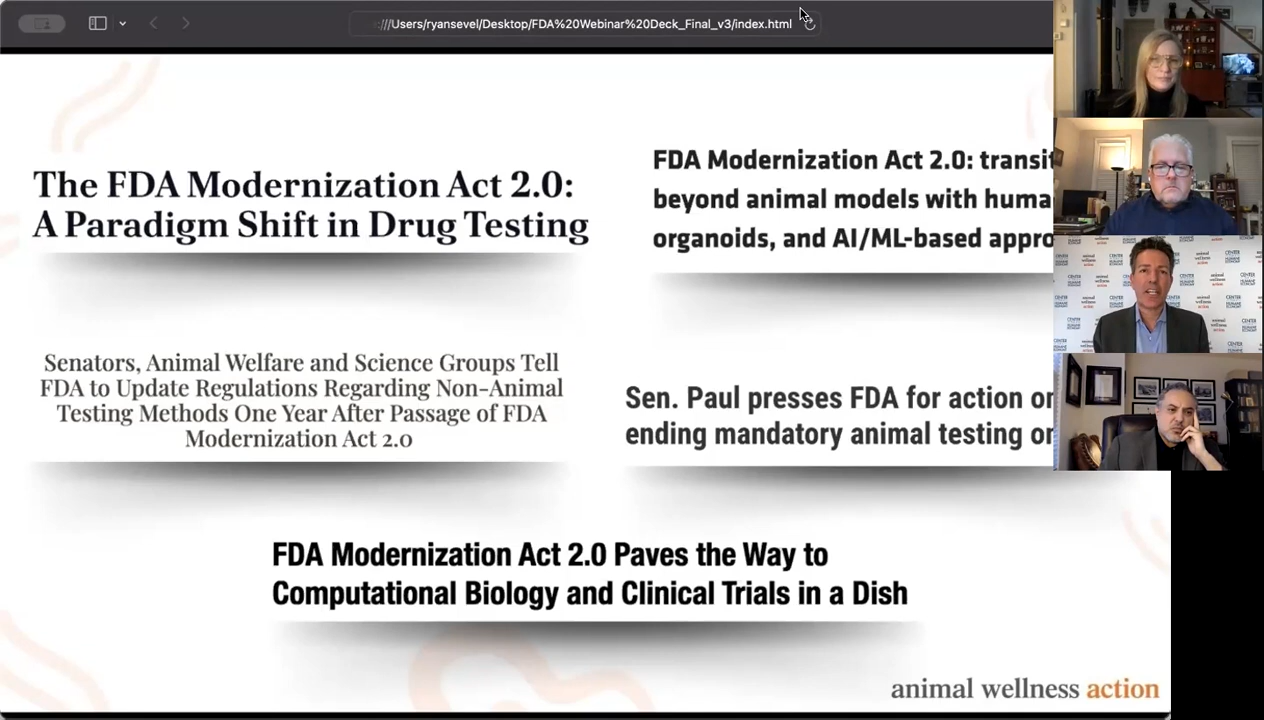 :///Users/ryansevel/Desktop/FDA%20Webinar%20Deck_Final_v3/index.html
The FDA Modernization Act 2.0:
A Paradigm Shift in Drug Testing
FDA Modernization Act 2.0: transit
beyond animal models with huma
organoids, and AI/ML-based appro
Senators, Animal Welfare and Science Groups Tell
FDA to Update Regulations Regarding Non-Animal
Testing Methods One Year After Passage of FDA
Modernization Act 2.0
Sen. Paul presses FDA for action on
ending mandatory animal testing on
FDA Modernization Act 2.0 Paves the Way to
Computational Biology and Clinical Trials in a Dish
animal wellness action